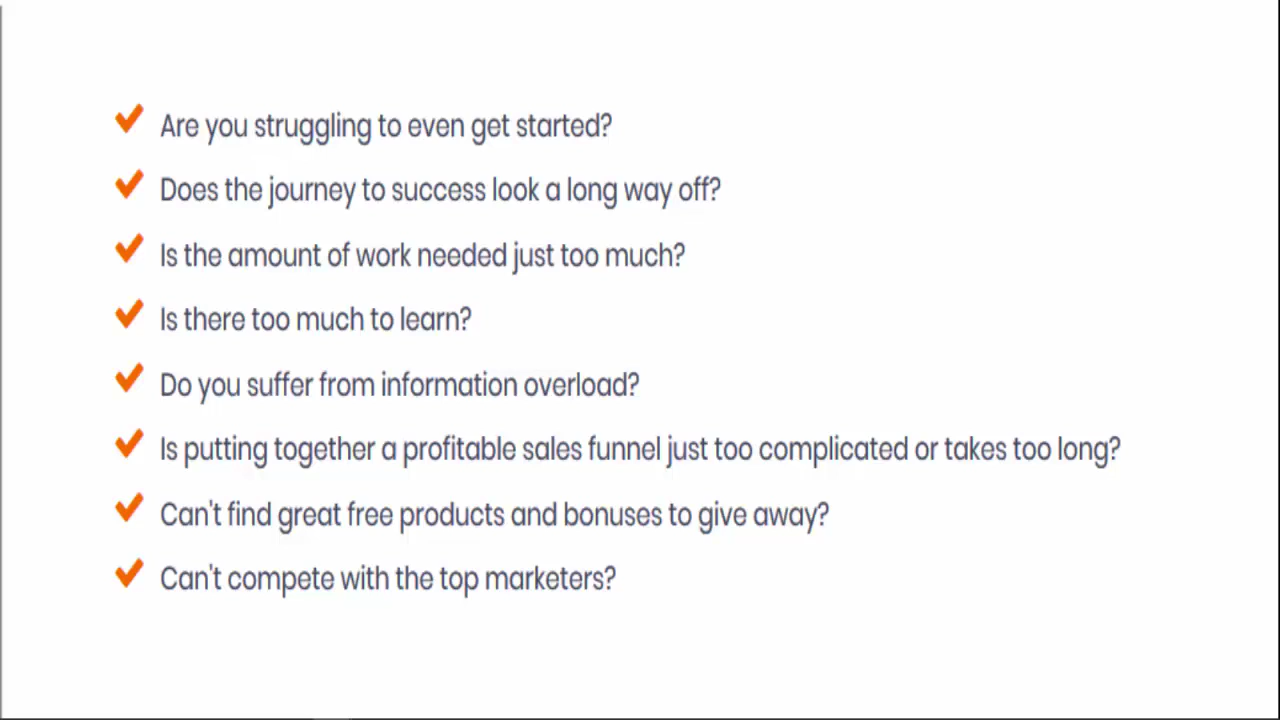 Are you struggling to even get started?
Does the journey to success look a long way off?
Is the amount of work needed just too much?
Is there too much to learn?
Do you suffer from information overload?
Is putting together a profitable sales funnel just too complicated or takes too long?
Can't find great free products and bonuses to give away?
Can't compete with the top marketers?